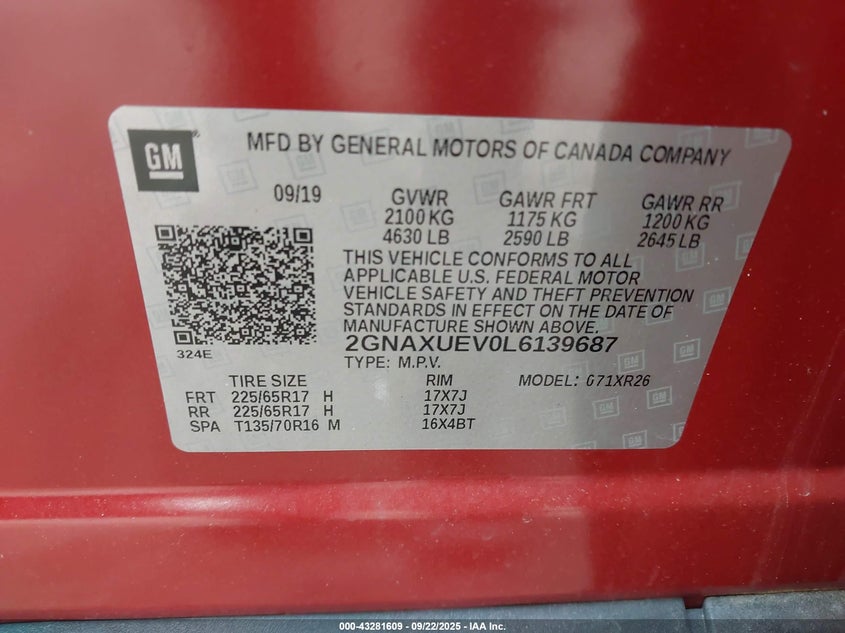 GM
MFD BY GENERAL MOTORS OF CANADA COMPANY
09/19 GVWR GAWR FRT GAWR RR
2100 KG 1175 KG 1200 KG
4630 LB 2590 LB 2645 LB
THIS VEHICLE CONFORMS TO ALL
APPLICABLE U.S. FEDERAL MOTOR
VEHICLE SAFETY AND THEFT PREVENTION
STANDARDS IN EFFECT ON THE DATE OF
MANUFACTURE SHOWN ABOVE.
324E
2GNAXUEV0L6139687
TYPE: M.P.V.
TIRE SIZE RIM MODEL: 071XR26
FRT 225/65R17 H 17X7J
RR 225/65R17 H 17X7J
SPA T135/70R16 M 16X4BT
000-43281609 - 09/22/2025 - IAA Inc.